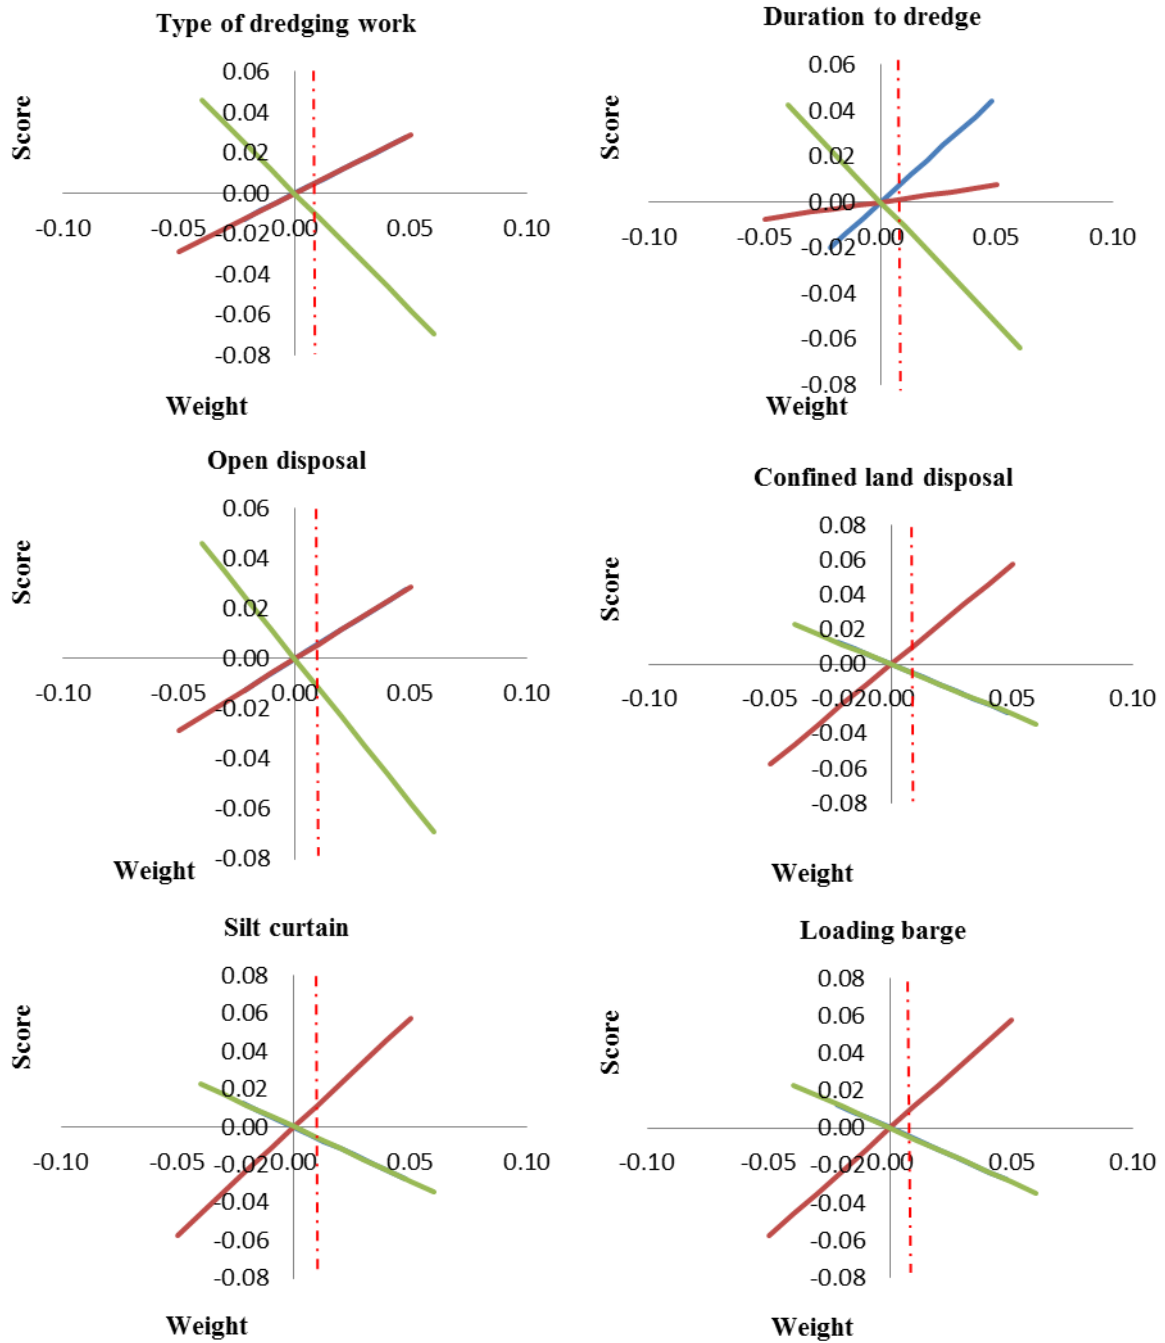 Type of dredging work
Score
0.06
0.04
0.02
0.00
-0.10 -0.05 0.00 0.05 0.10
-0.02
-0.04
-0.06
-0.08
Weight
Duration to dredge
Score
0.06
0.04
0.02
0.00
-0.10 -0.05 0.00 0.05 0.10
-0.02
-0.04
-0.06
-0.08
Weight
Open disposal
Score
0.06
0.04
0.02
0.00
-0.10 -0.05 0.00 0.05 0.10
-0.02
-0.04
-0.06
-0.08
Weight
Confined land disposal
Score
0.08
0.06
0.04
0.02
0.00
-0.10 -0.05 0.00 0.05 0.10
-0.02
-0.04
-0.06
-0.08
Weight
Silt curtain
Score
0.08
0.06
0.04
0.02
0.00
-0.10 -0.05 0.00 0.05 0.10
-0.02
-0.04
-0.06
-0.08
Weight
Loading barge
Score
0.08
0.06
0.04
0.02
0.00
-0.10 -0.05 0.00 0.05 0.10
-0.02
-0.04
-0.06
-0.08
Weight